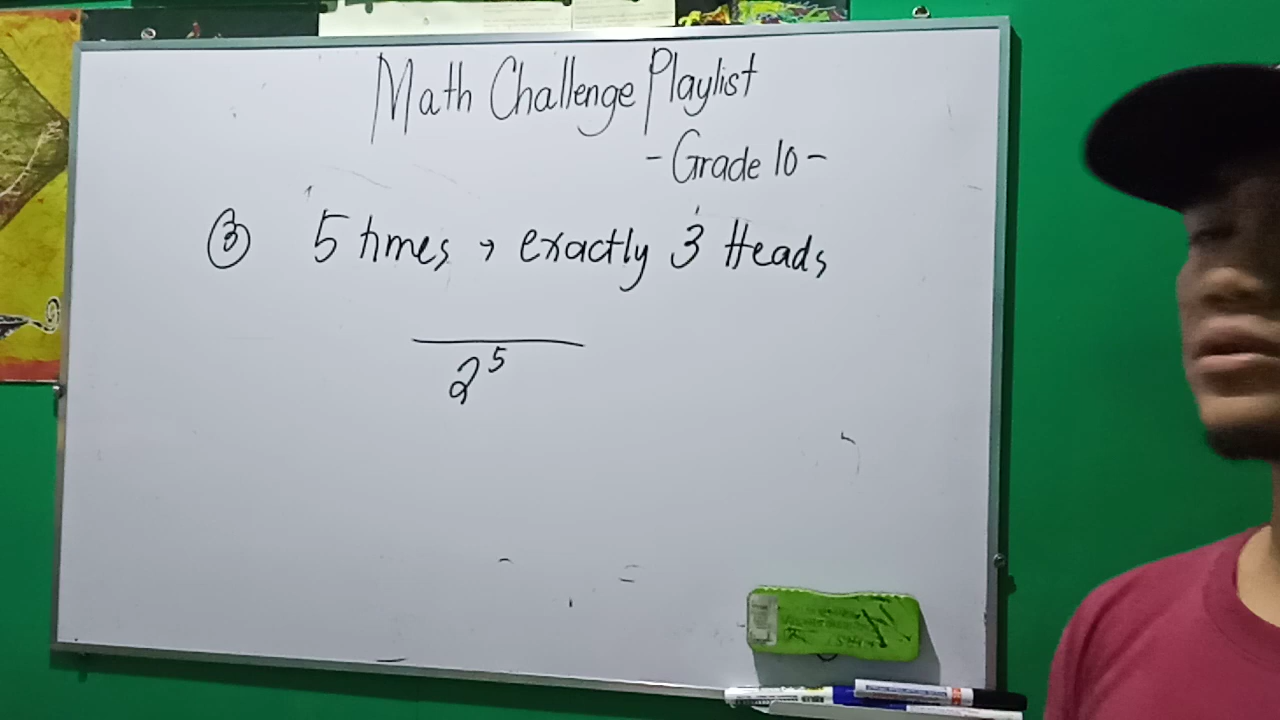 Math Challenge Playlist
- Grade 10 -
③ 5 times, exactly 3 Heads
2⁵